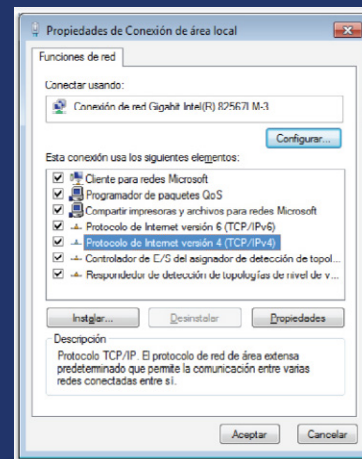 Propiedades de Conexión de área local
Funciones de red
Conectar usando:
Conexión de red Gigabit Intel(R) 82567LM-3
Configurar...
Esta conexión usa los siguientes elementos:
Cliente para redes Microsoft
Programador de paquetes QoS
Compartir impresoras y archivos para redes Microsoft
Protocolo de Internet versión 6 (TCP/IPv6)
Protocolo de Internet versión 4 (TCP/IPv4)
Controlador de E/S del asignador de detección de topol...
Respondedor de detección de topologías de nivel de v...
Instalar...
Desinstalar
Propiedades
Descripción
Protocolo TCP/IP. El protocolo de red de área extensa
predeterminado que permite la comunicación entre varias
redes conectadas entre sí.
Aceptar
Cancelar